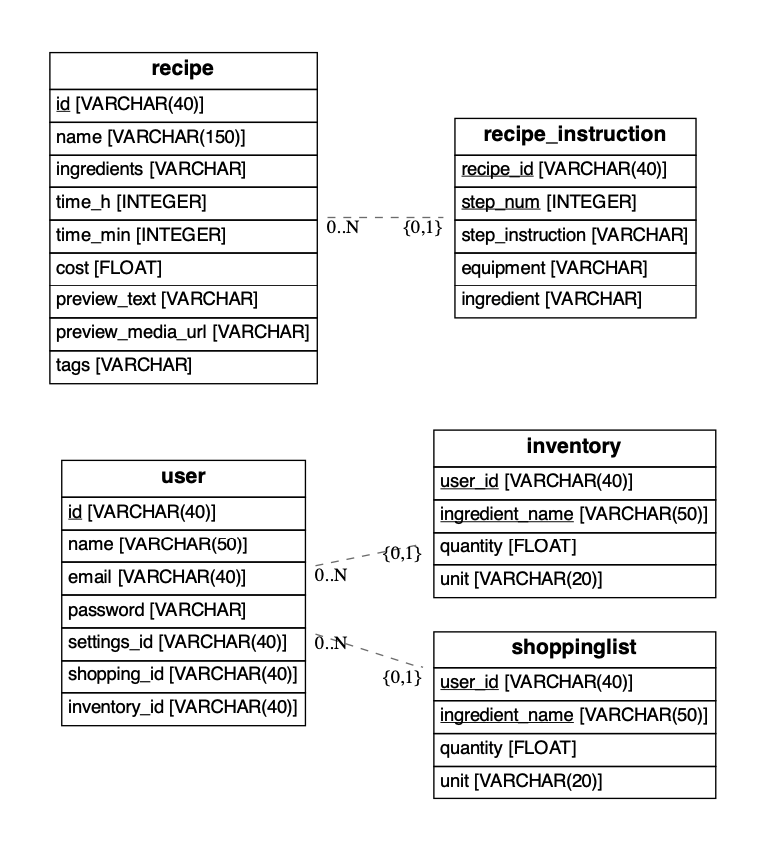 recipe
id [VARCHAR(40)]
name [VARCHAR(150)]
ingredients [VARCHAR]
time_h [INTEGER]
time_min [INTEGER]
cost [FLOAT]
preview_text [VARCHAR]
preview_media_url [VARCHAR]
tags [VARCHAR]
0..N
{0,1}
recipe_instruction
recipe_id [VARCHAR(40)]
step_num [INTEGER]
step_instruction [VARCHAR]
equipment [VARCHAR]
ingredient [VARCHAR]
user
id [VARCHAR(40)]
name [VARCHAR(50)]
email [VARCHAR(40)]
password [VARCHAR]
settings_id [VARCHAR(40)]
shopping_id [VARCHAR(40)]
inventory_id [VARCHAR(40)]
0..N
{0,1}
0..N
{0,1}
inventory
user_id [VARCHAR(40)]
ingredient_name [VARCHAR(50)]
quantity [FLOAT]
unit [VARCHAR(20)]
shoppinglist
user_id [VARCHAR(40)]
ingredient_name [VARCHAR(50)]
quantity [FLOAT]
unit [VARCHAR(20)]